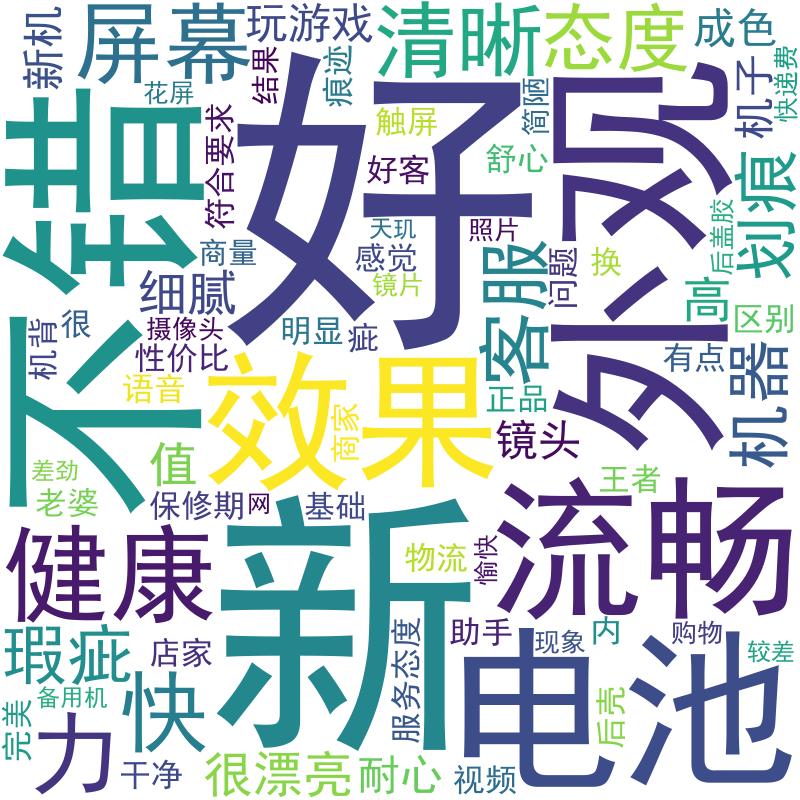 新机
屏幕
玩游戏
清晰
态度
成色
快递费
花屏
结果
痕迹
简陋
机子
不错
好
外观
符合要求
触屏
好客
舒心
划痕
天玑
照片
后盖胶
商量
感觉
客服
问题
换
细腻
镜片
高
区别
机背
很
摄像头
明显
疵
性价比
有点
机器
语音
效果
商家
正品
镜头
差劲
值
王者
老婆
保修期
网
基础
新
流畅
健康
物流
愉快
瑕疵
店家
服务态度
助手
现象
内
购物
较差
电池
完美
备用机
快
后壳
力
干净
很漂亮
耐心
视频